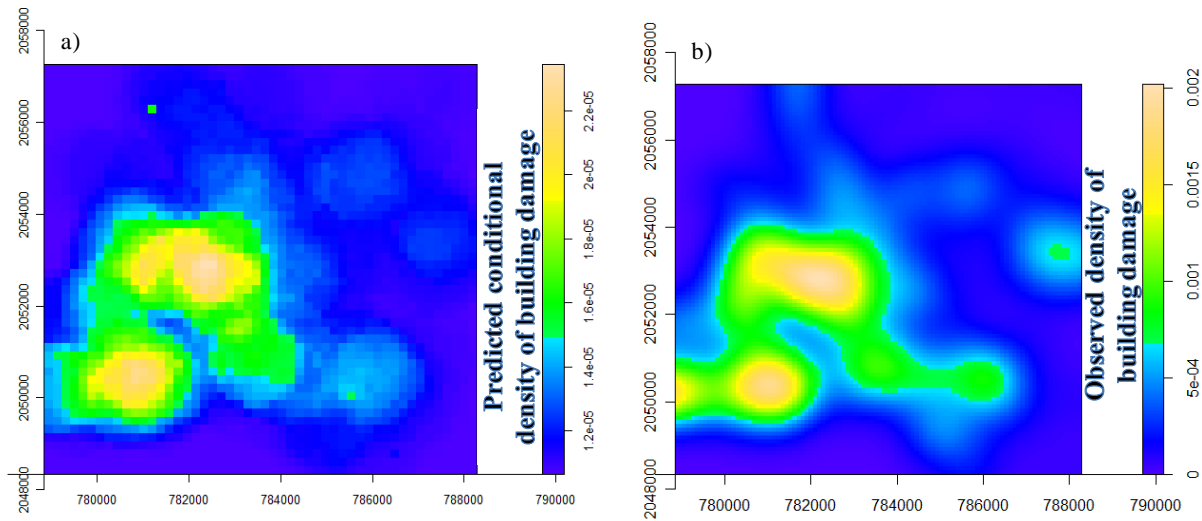 a)
2058000
2056000
2054000
2052000
2050000
2048000
780000 782000 784000 786000 788000 790000
Predicted conditional
density of building damage
2.2e-05
2e-05
1.8e-05
1.6e-05
1.4e-05
1.2e-05
b)
2058000
2056000
2054000
2052000
2050000
2048000
780000 782000 784000 786000 788000 790000
Observed density of
building damage
0.002
0.0015
0.001
5e-04
0